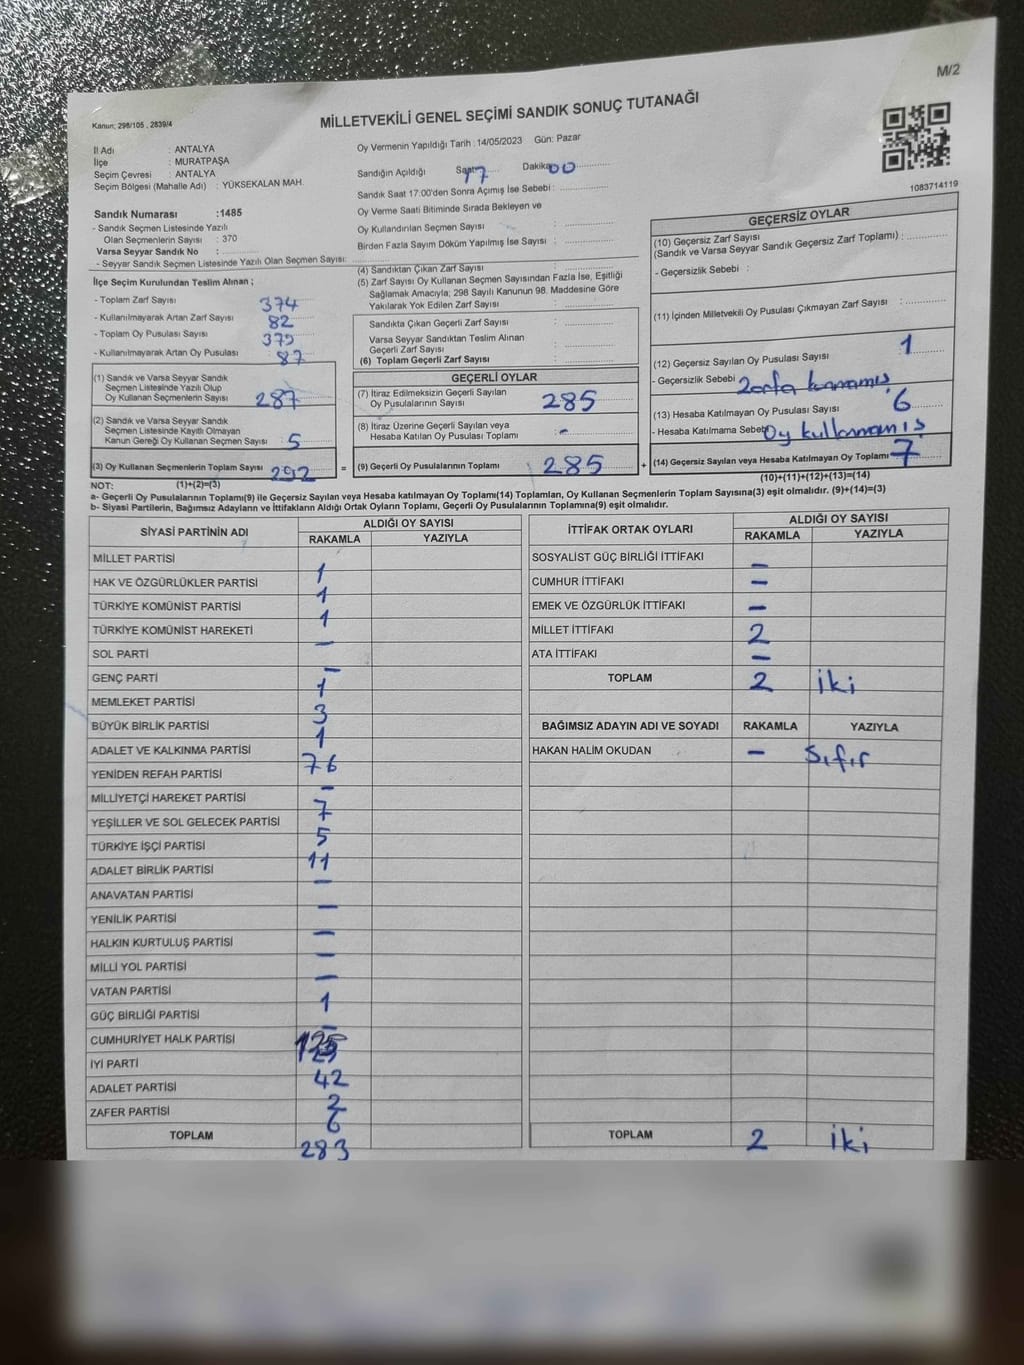 M/2
Kanun; 298/105 , 2839/4
MİLLETVEKİLİ GENEL SEÇİMİ SANDIK SONUÇ TUTANAĞI
İl Adı : ANTALYA
İlçe : MURATPAŞA
Seçim Çevresi : ANTALYA
Seçim Bölgesi (Mahalle Adı) : YÜKSEKALAN MAH.
Oy Vermenin Yapıldığı Tarih : 14/05/2023 Gün: Pazar
Sandığın Açıldığı Saat 17 Dakika 00
Sandık Saat 17:00'den Sonra Açımış İse Sebebi :
1083714119
Sandık Numarası :1485
- Sandık Seçmen Listesinde Yazılı
Olan Seçmenlerin Sayısı : 370
Varsa Seyyar Sandık No :
- Seyyar Sandık Seçmen Listesinde Yazılı Olan Seçmen Sayısı:
Oy Verme Saati Bitiminde Sırada Bekleyen ve
Oy Kullandırılan Seçmen Sayısı :
Birden Fazla Sayım Döküm Yapılmış İse Sayısı :
İlçe Seçim Kurulundan Teslim Alınan ;
- Toplam Zarf Sayısı : 374
- Kullanılmayarak Artan Zarf Sayısı : 82
- Toplam Oy Pusulası Sayısı : 379
- Kullanılmayarak Artan Oy Pusulası : 87
(1) Sandık ve Varsa Seyyar Sandık
Seçmen Listesinde Yazılı Olup
Oy Kullanan Seçmenlerin Sayısı : 287
(2) Sandık ve Varsa Seyyar Sandık
Seçmen Listesinde Kayıtlı Olmayan
Kanun Gereği Oy Kullanan Seçmen Sayısı : 5
(3) Oy Kullanan Seçmenlerin Toplam Sayısı 292 =
(1)+(2)=(3)
(4) Sandıktan Çıkan Zarf Sayısı :
(5) Zarf Sayısı Oy Kullanan Seçmen Sayısından Fazla İse, Eşitliği
Sağlamak Amacıyla; 298 Sayılı Kanunun 98. Maddesine Göre
Yakılarak Yok Edilen Zarf Sayısı :
Sandıkta Çıkan Geçerli Zarf Sayısı :
Varsa Seyyar Sandıktan Teslim Alınan
Geçerli Zarf Sayısı :
(6) Toplam Geçerli Zarf Sayısı :
GEÇERLİ OYLAR
(7) İtiraz Edilmeksizin Geçerli Sayılan
Oy Pusulalarının Sayısı : 285
(8) İtiraz Üzerine Geçerli Sayılan veya
Hesaba Katılan Oy Pusulası Toplamı : -
(9) Geçerli Oy Pusulalarının Toplamı 285 +
GEÇERSİZ OYLAR
(10) Geçersiz Zarf Sayısı
(Sandık ve Varsa Seyyar Sandık Geçersiz Zarf Toplamı) :
- Geçersizlik Sebebi :
(11) İçinden Milletvekili Oy Pusulası Çıkmayan Zarf Sayısı :
(12) Geçersiz Sayılan Oy Pusulası Sayısı : 1
- Geçersizlik Sebebi Zarfa konmamış
(13) Hesaba Katılmayan Oy Pusulası Sayısı : 6
- Hesaba Katılmama Sebebi Oy kullanmamış
(14) Geçersiz Sayılan veya Hesaba Katılmayan Oy Toplamı 7
(10)+(11)+(12)+(13)=(14)
NOT:
a- Geçerli Oy Pusulalarının Toplamı(9) ile Geçersiz Sayılan veya Hesaba katılmayan Oy Toplamı(14) Toplamları, Oy Kullanan Seçmenlerin Toplam Sayısına(3) eşit olmalıdır. (9)+(14)=(3)
b- Siyasi Partilerin, Bağımsız Adayların ve İttifakların Aldığı Ortak Oyların Toplamı, Geçerli Oy Pusulalarının Toplamına(9) eşit olmalıdır.
SİYASİ PARTİNİN ADI ALDIĞI OY SAYISI
RAKAMLA YAZIYLA
MİLLET PARTİSİ 1
HAK VE ÖZGÜRLÜKLER PARTİSİ 1
TÜRKİYE KOMÜNİST PARTİSİ 1
TÜRKİYE KOMÜNİST HAREKETİ -
SOL PARTİ -
GENÇ PARTİ 1
MEMLEKET PARTİSİ 3
BÜYÜK BİRLİK PARTİSİ 1
ADALET VE KALKINMA PARTİSİ 76
YENİDEN REFAH PARTİSİ -
MİLLİYETÇİ HAREKET PARTİSİ 7
YEŞİLLER VE SOL GELECEK PARTİSİ 5
TÜRKİYE İŞÇİ PARTİSİ 11
ADALET BİRLİK PARTİSİ -
ANAVATAN PARTİSİ -
YENİLİK PARTİSİ -
HALKIN KURTULUŞ PARTİSİ -
MİLLİ YOL PARTİSİ -
VATAN PARTİSİ 1
GÜÇ BİRLİĞİ PARTİSİ -
CUMHURİYET HALK PARTİSİ
İYİ PARTİ 42
ADALET PARTİSİ 2
ZAFER PARTİSİ 6
TOPLAM 283
İTTİFAK ORTAK OYLARI ALDIĞI OY SAYISI
RAKAMLA YAZIYLA
SOSYALİST GÜÇ BİRLİĞİ İTTİFAKI -
CUMHUR İTTİFAKI -
EMEK VE ÖZGÜRLÜK İTTİFAKI -
MİLLET İTTİFAKI 2
ATA İTTİFAKI -
TOPLAM 2 iki
BAĞIMSIZ ADAYIN ADI VE SOYADI RAKAMLA YAZIYLA
HAKAN HALİM OKUDAN - sıfır
TOPLAM 2 iki